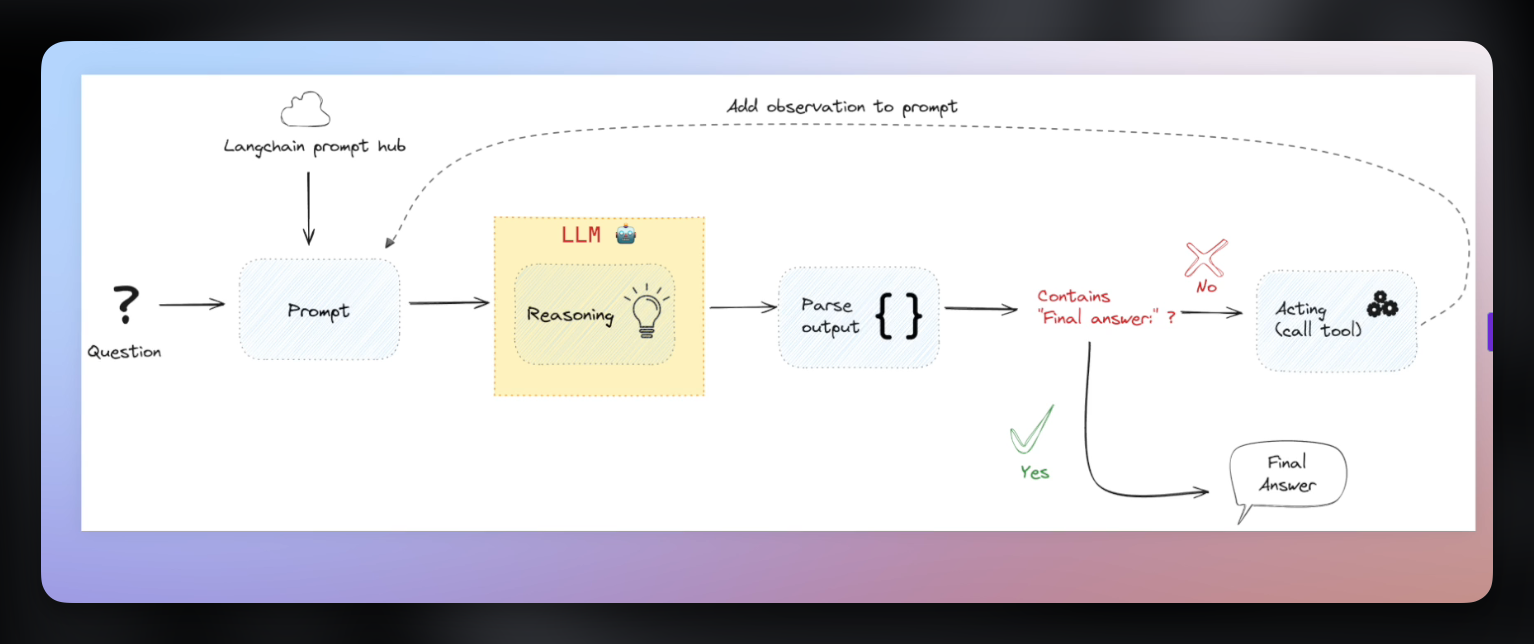 Add observation to prompt
Langchain prompt hub
LLM
?
Question
Prompt
Reasoning
Parse
output
{ }
Contains
"Final answer:" ?
No
Acting
(call tool)
Yes
Final
Answer